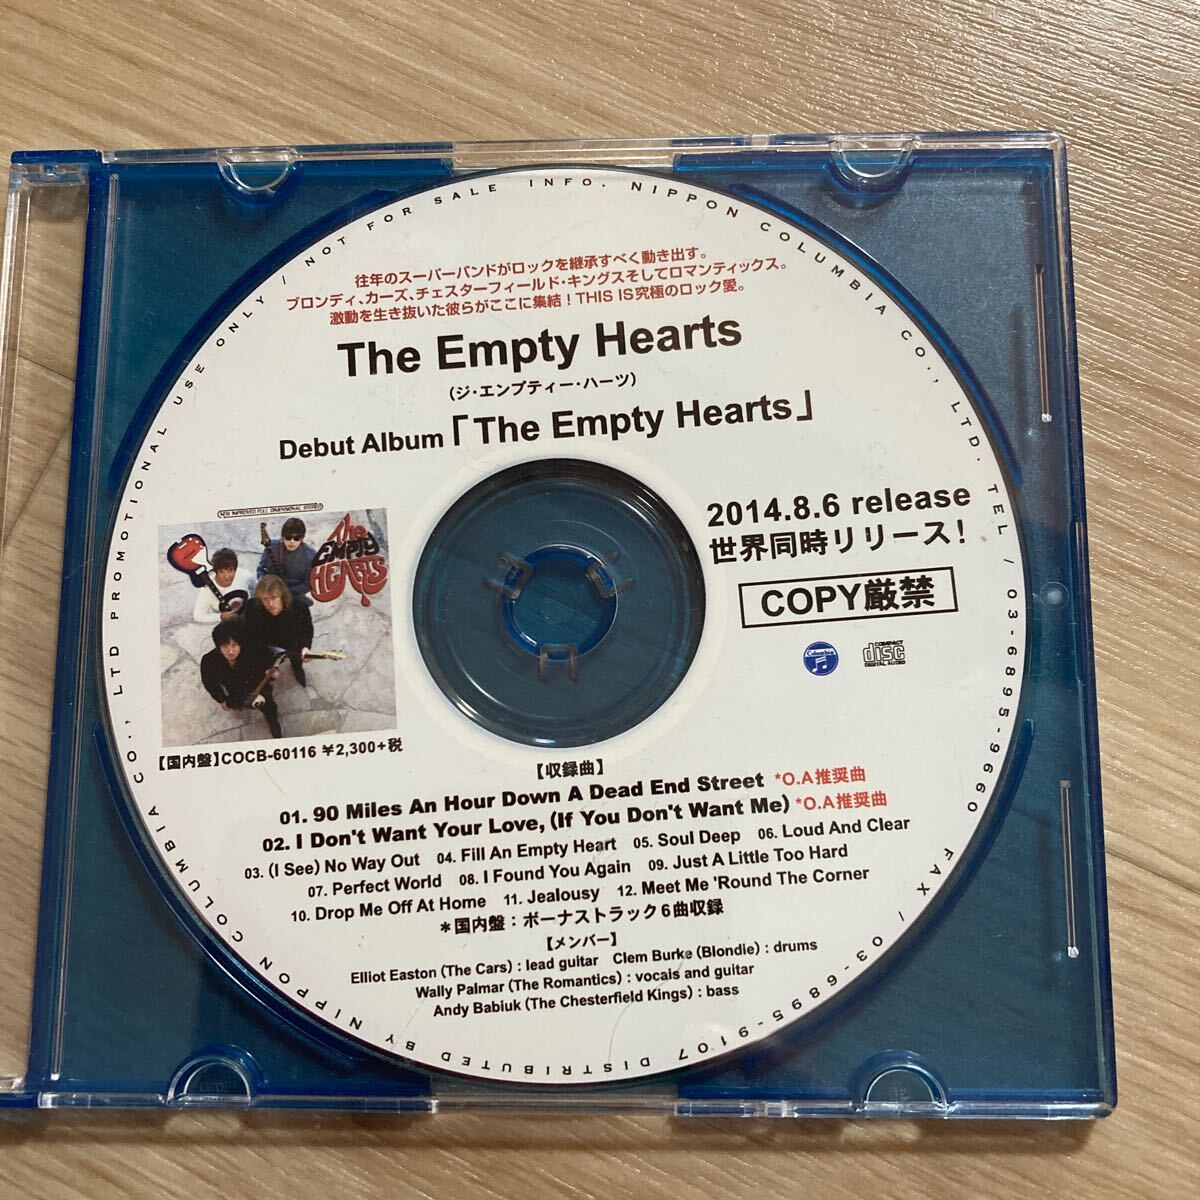 NIPPON COLUMBIA CO., LTD PROMOTIONAL USE ONLY / NOT FOR SALE INFO. NIPPON COLUMBIA CO., LTD. TEL / 03-6895-9660 FAX / 03-6895-9107 DISTRIBUTED BY NIPPON COLUMBIA CO., LTD
往年のスーパーバンドがロックを継承すべく動き出す。
ブロンディ、カーズ、チェスターフィールド・キングスそしてロマンティックス。
激動を生き抜いた彼らがここに集結！THIS IS究極のロック愛。
The Empty Hearts
(ジ・エンプティー・ハーツ)
Debut Album「The Empty Hearts」
NEW IMPROVED FULL DIMENSIONAL STEREO
The
EMPTY
HEARTS
2014.8.6 release
世界同時リリース！
COPY厳禁
Columbia
COMPACT
disc
DIGITAL AUDIO
【国内盤】COCB-60116 ¥2,300+税
【収録曲】
01. 90 Miles An Hour Down A Dead End Street *O.A推奨曲
02. I Don't Want Your Love, (If You Don't Want Me) *O.A推奨曲
03. (I See) No Way Out 04. Fill An Empty Heart 05. Soul Deep 06. Loud And Clear
07. Perfect World 08. I Found You Again 09. Just A Little Too Hard
10. Drop Me Off At Home 11. Jealousy 12. Meet Me 'Round The Corner
＊国内盤：ボーナストラック6曲収録
【メンバー】
Elliot Easton (The Cars) : lead guitar Clem Burke (Blondie) : drums
Wally Palmar (The Romantics) : vocals and guitar
Andy Babiuk (The Chesterfield Kings) : bass